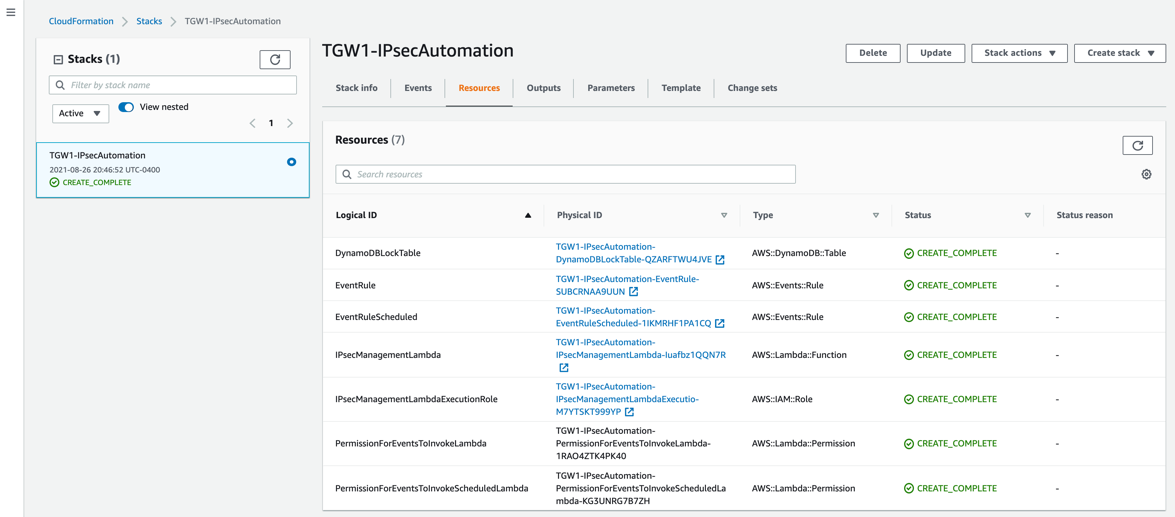 CloudFormation > Stacks > TGW1-IPsecAutomation
Stacks (1)
Filter by stack name
Active
View nested
1
TGW1-IPsecAutomation
2021-08-26 20:46:52 UTC-0400
CREATE_COMPLETE
TGW1-IPsecAutomation
Delete Update Stack actions Create stack
Stack info Events Resources Outputs Parameters Template Change sets
Resources (7)
Search resources
Logical ID Physical ID Type Status Status reason
DynamoDBLockTable
TGW1-IPsecAutomation-
DynamoDBLockTable-QZARFTWU4JVE
AWS::DynamoDB::Table
CREATE_COMPLETE
-
EventRule
TGW1-IPsecAutomation-EventRule-
SUBCRNAA9UUN
AWS::Events::Rule
CREATE_COMPLETE
-
EventRuleScheduled
TGW1-IPsecAutomation-
EventRuleScheduled-1IKMRHF1PA1CQ
AWS::Events::Rule
CREATE_COMPLETE
-
IPsecManagementLambda
TGW1-IPsecAutomation-
IPsecManagementLambda-Iuafbz1QQN7R
AWS::Lambda::Function
CREATE_COMPLETE
-
IPsecManagementLambdaExecutionRole
TGW1-IPsecAutomation-
IPsecManagementLambdaExecutio-
M7YTSKT999YP
AWS::IAM::Role
CREATE_COMPLETE
-
PermissionForEventsToInvokeLambda
TGW1-IPsecAutomation-
PermissionForEventsToInvokeLambda-
1RAO4ZTK4PK40
AWS::Lambda::Permission
CREATE_COMPLETE
-
PermissionForEventsToInvokeScheduledLambda
TGW1-IPsecAutomation-
PermissionForEventsToInvokeScheduledLa
mbda-KG3UNRG7B7ZH
AWS::Lambda::Permission
CREATE_COMPLETE
-